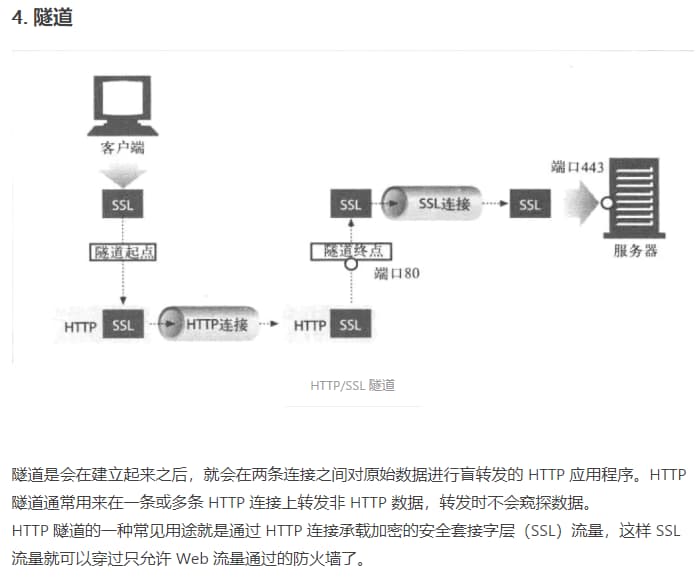 4. 隧道
客户端
SSL
隧道起点
HTTP SSL
HTTP连接
HTTP SSL
端口80
隧道终点
SSL
SSL连接
SSL
端口443
服务器
HTTP/SSL 隧道
隧道是会在建立起来之后，就会在两条连接之间对原始数据进行盲转发的 HTTP 应用程序。HTTP
隧道通常用来在一条或多条 HTTP 连接上转发非 HTTP 数据，转发时不会窥探数据。
HTTP 隧道的一种常见用途就是通过 HTTP 连接承载加密的安全套接字层（SSL）流量，这样 SSL
流量就可以穿过只允许 Web 流量通过的防火墙了。